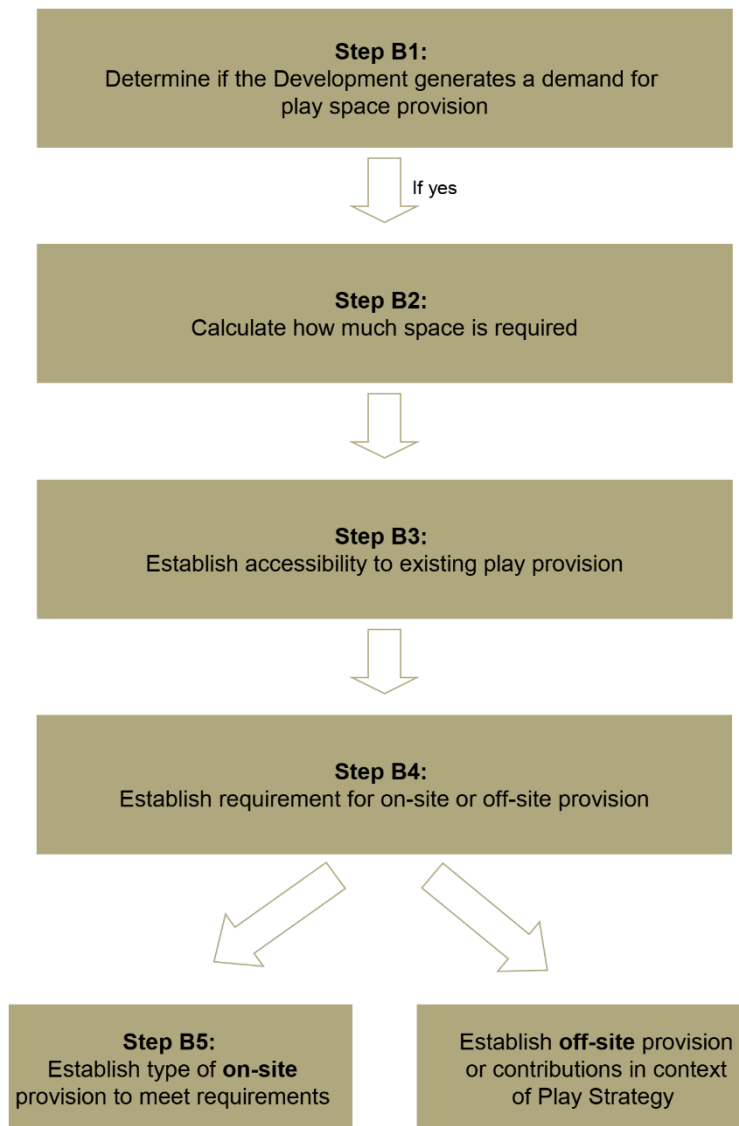 Step B1:
Determine if the Development generates a demand for
play space provision
If yes
Step B2:
Calculate how much space is required
Step B3:
Establish accessibility to existing play provision
Step B4:
Establish requirement for on-site or off-site provision
Step B5:
Establish type of on-site
provision to meet requirements
Establish off-site provision
or contributions in context
of Play Strategy